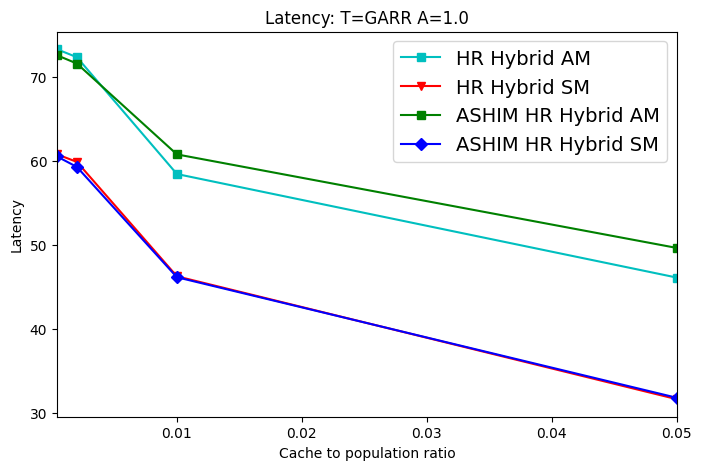 Latency: T=GARR A=1.0
HR Hybrid AM
HR Hybrid SM
ASHIM HR Hybrid AM
ASHIM HR Hybrid SM
Latency
70
60
50
40
30
0.01 0.02 0.03 0.04 0.05
Cache to population ratio